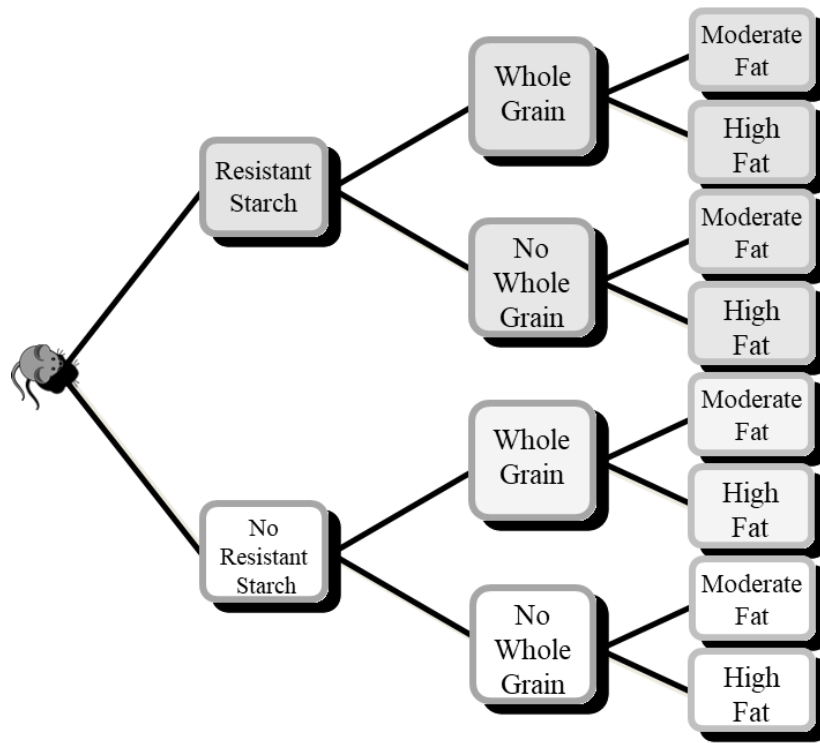 Resistant
Starch
Whole
Grain
Moderate
Fat
High
Fat
No
Whole
Grain
Moderate
Fat
High
Fat
No
Resistant
Starch
Whole
Grain
Moderate
Fat
High
Fat
No
Whole
Grain
Moderate
Fat
High
Fat